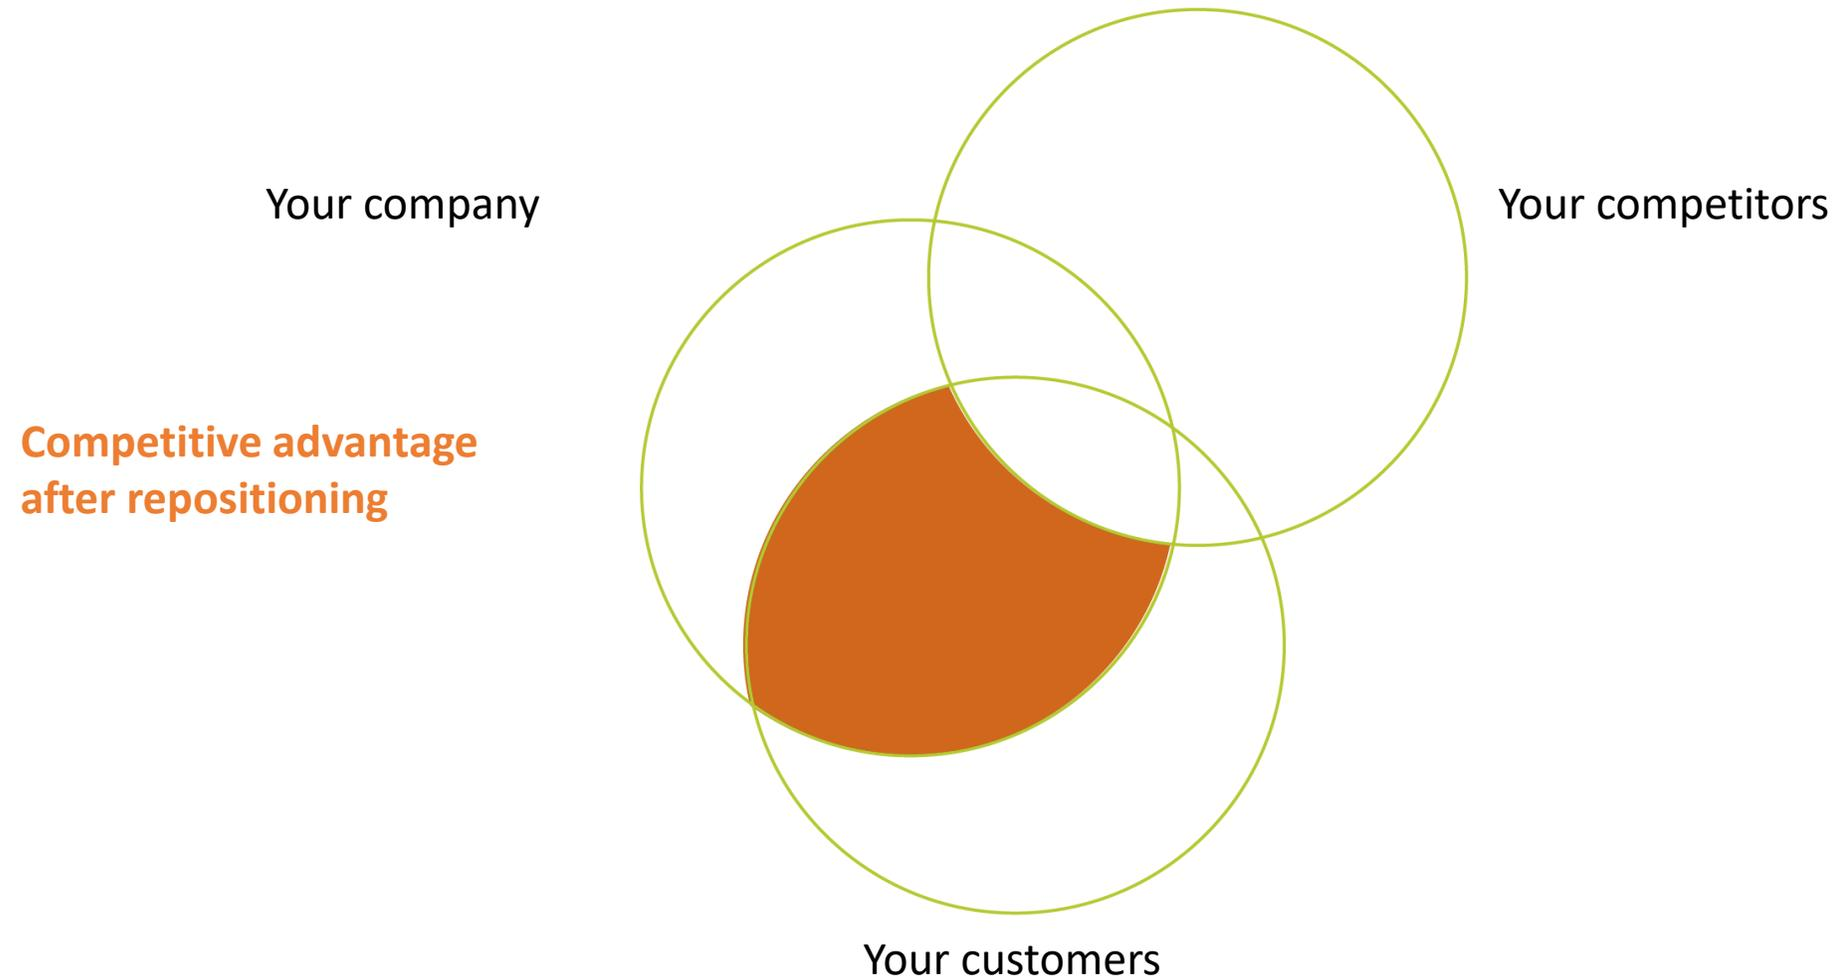 Your company
Your competitors
Competitive advantage
after repositioning
Your customers